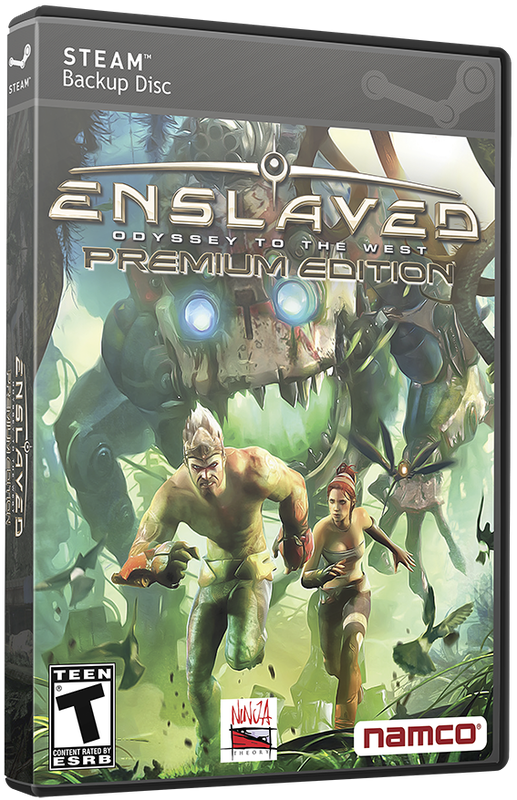 STEAM™
Backup Disc
STEAM™
ENSLAVED
ODYSSEY TO THE WEST
PREMIUM EDITION
ENSLAVED
PREMIUM EDITION
TEEN
T
CONTENT RATED BY
ESRB
NINJA
THEORY
namco®